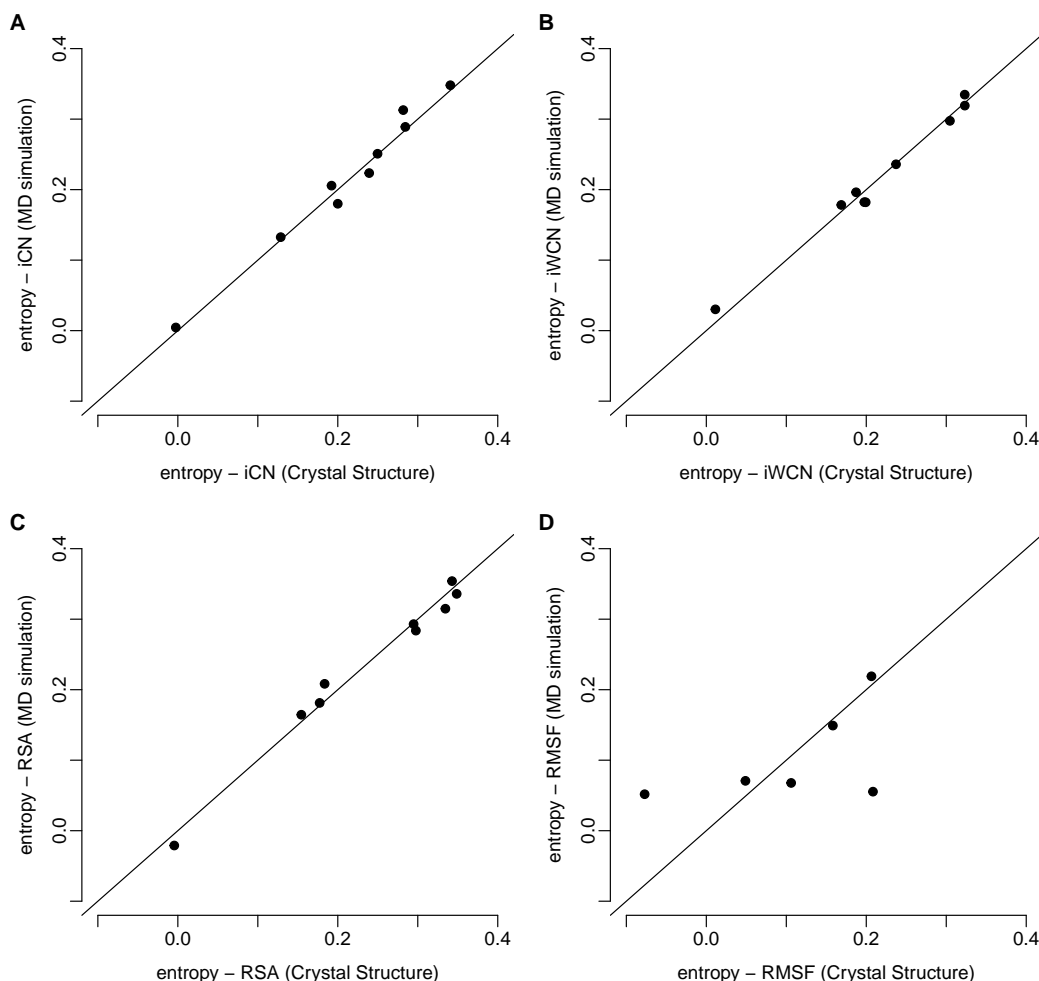 A
entropy − iCN (MD simulation)
0.4
0.2
0.0
0.0 0.2 0.4
entropy − iCN (Crystal Structure)
B
entropy − iWCN (MD simulation)
0.4
0.2
0.0
0.0 0.2 0.4
entropy − iWCN (Crystal Structure)
C
entropy − RSA (MD simulation)
0.4
0.2
0.0
0.0 0.2 0.4
entropy − RSA (Crystal Structure)
D
entropy − RMSF (MD simulation)
0.4
0.2
0.0
0.0 0.2 0.4
entropy − RMSF (Crystal Structure)